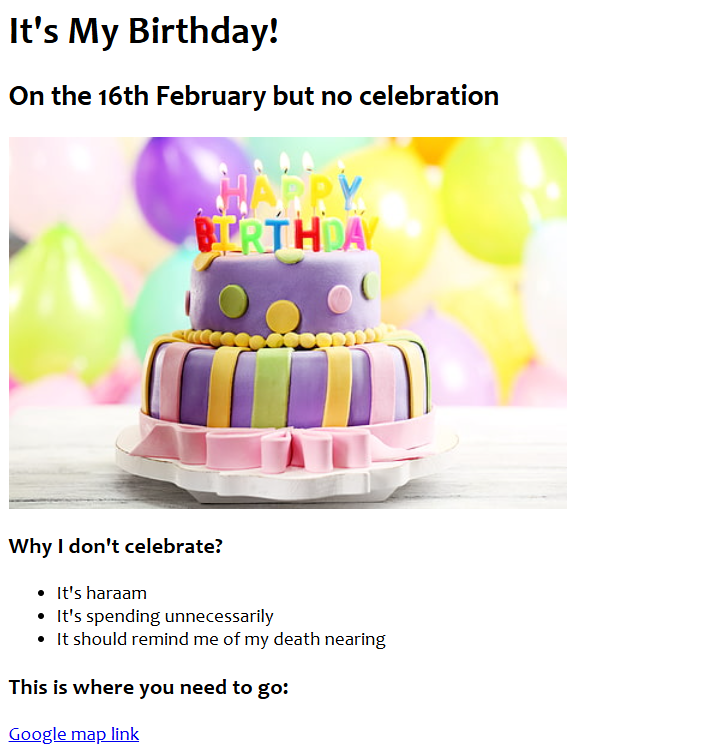 It's My Birthday!
On the 16th February but no celebration
HAPPY
BIRTHDAY
Why I don't celebrate?
It's haraam
It's spending unnecessarily
It should remind me of my death nearing
This is where you need to go:
Google map link